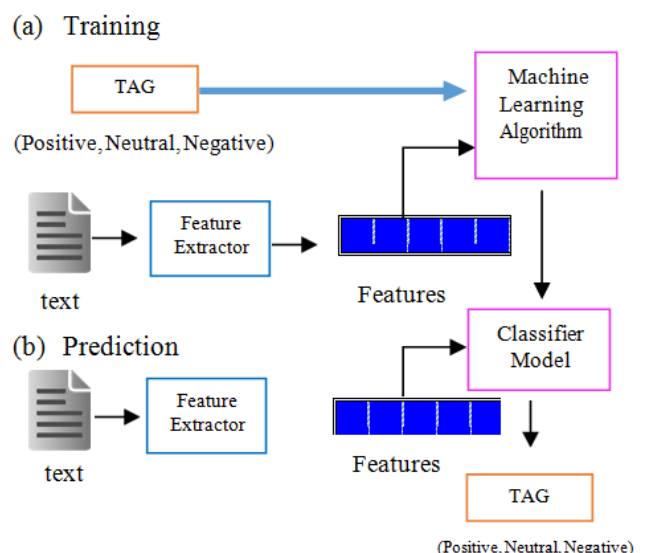 (a) Training
TAG
(Positive, Neutral, Negative)
Machine
Learning
Algorithm
text
Feature
Extractor
Features
(b) Prediction
Classifier
Model
text
Feature
Extractor
Features
TAG
(Positive, Neutral, Negative)